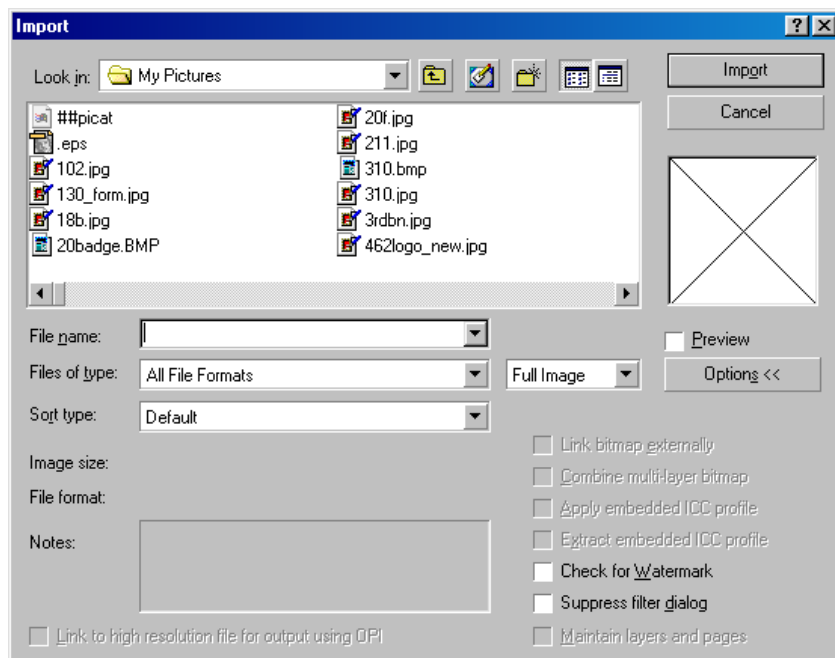 Import
Look in: My Pictures
Import
Cancel
##picat
.eps
102.jpg
130_form.jpg
18b.jpg
20badge.BMP
20f.jpg
211.jpg
310.bmp
310.jpg
3rdbn.jpg
462logo_new.jpg
File name:
Preview
Files of type: All File Formats Full Image Options <<
Sort type: Default
Image size:
File format:
Notes:
Link bitmap externally
Combine multi-layer bitmap
Apply embedded ICC profile
Extract embedded ICC profile
Check for Watermark
Suppress filter dialog
Link to high resolution file for output using OPI
Maintain layers and pages